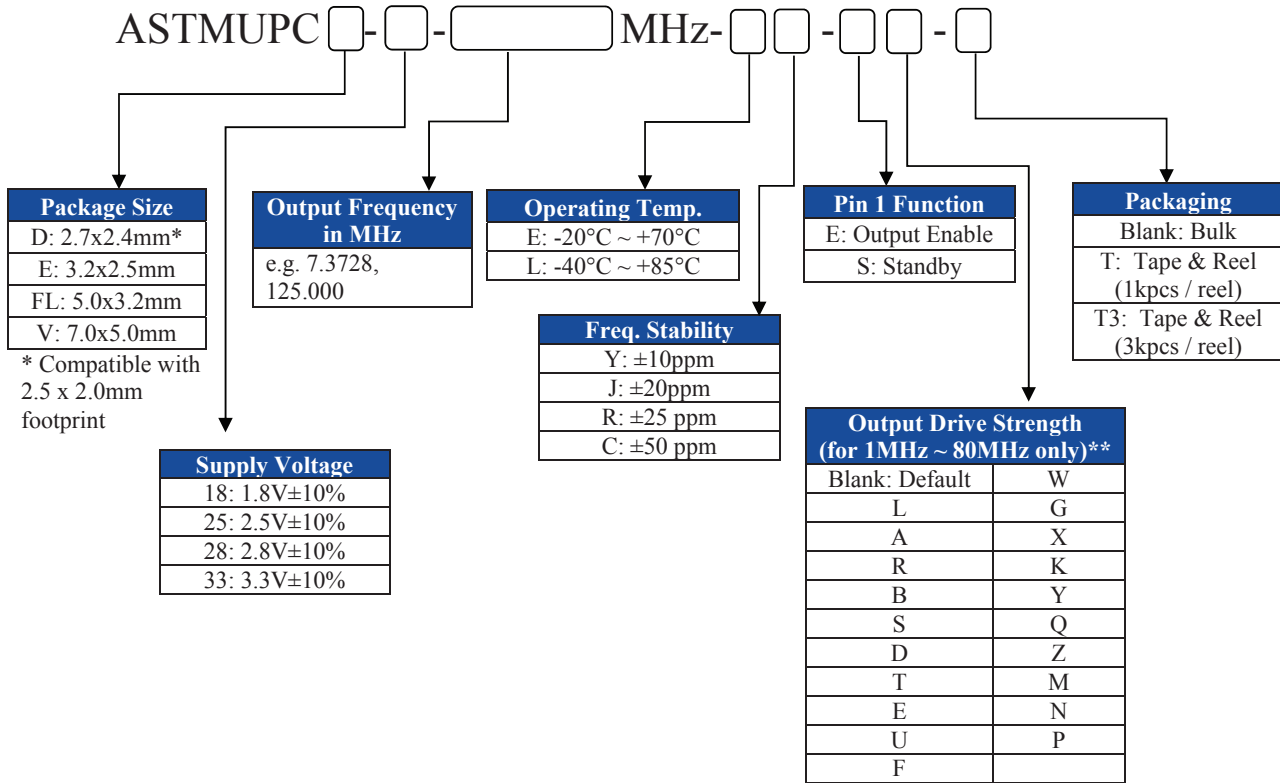 ASTMUPC - - MHz- - -
Package Size
D: 2.7x2.4mm*
E: 3.2x2.5mm
FL: 5.0x3.2mm
V: 7.0x5.0mm
* Compatible with
2.5 x 2.0mm
footprint
Supply Voltage
18: 1.8V±10%
25: 2.5V±10%
28: 2.8V±10%
33: 3.3V±10%
Output Frequency
in MHz
e.g. 7.3728,
125.000
Operating Temp.
E: -20°C ~ +70°C
L: -40°C ~ +85°C
Freq. Stability
Y: ±10ppm
J: ±20ppm
R: ±25 ppm
C: ±50 ppm
Pin 1 Function
E: Output Enable
S: Standby
Output Drive Strength
(for 1MHz ~ 80MHz only)**
Blank: Default W
L G
A X
R K
B Y
S Q
D Z
T M
E N
U P
F
Packaging
Blank: Bulk
T: Tape & Reel
(1kpcs / reel)
T3: Tape & Reel
(3kpcs / reel)